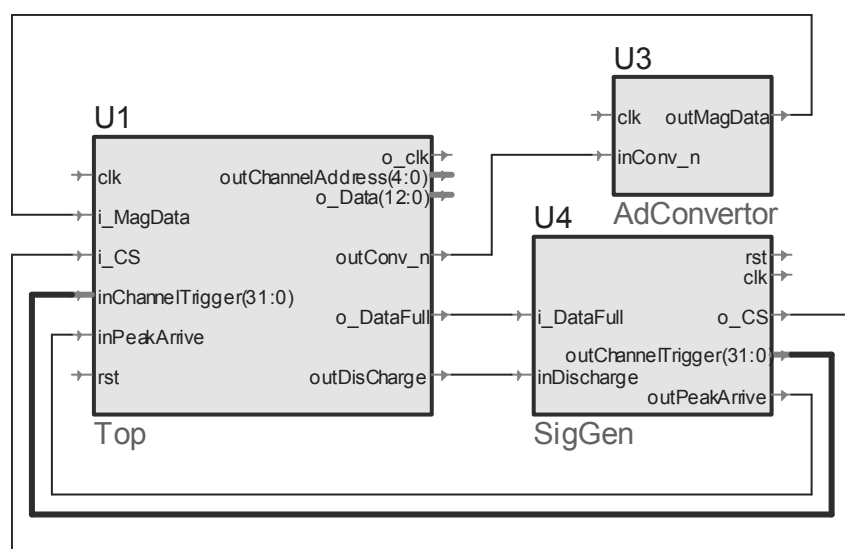 U3
clk
outMagData
inConv_n
AdConvertor
U1
o_clk
clk
outChannelAddress(4:0)
o_Data(12:0)
i_MagData
i_CS
outConv_n
inChannelTrigger(31:0)
o_DataFull
inPeakArrive
rst
outDisCharge
Top
U4
rst
clk
i_DataFull
o_CS
outChannelTrigger(31:0)
inDischarge
outPeakArrive
SigGen